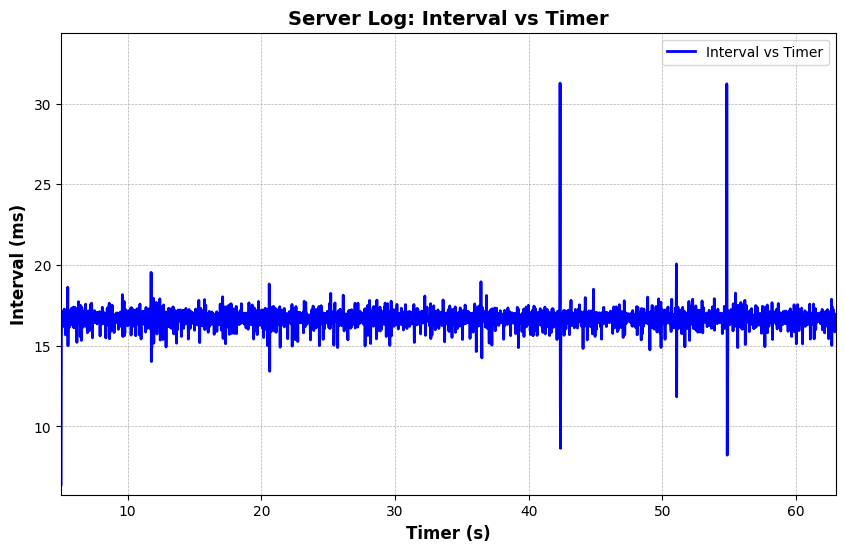 Server Log: Interval vs Timer
Interval vs Timer
Interval (ms)
30
25
20
15
10
10 20 30 40 50 60
Timer (s)